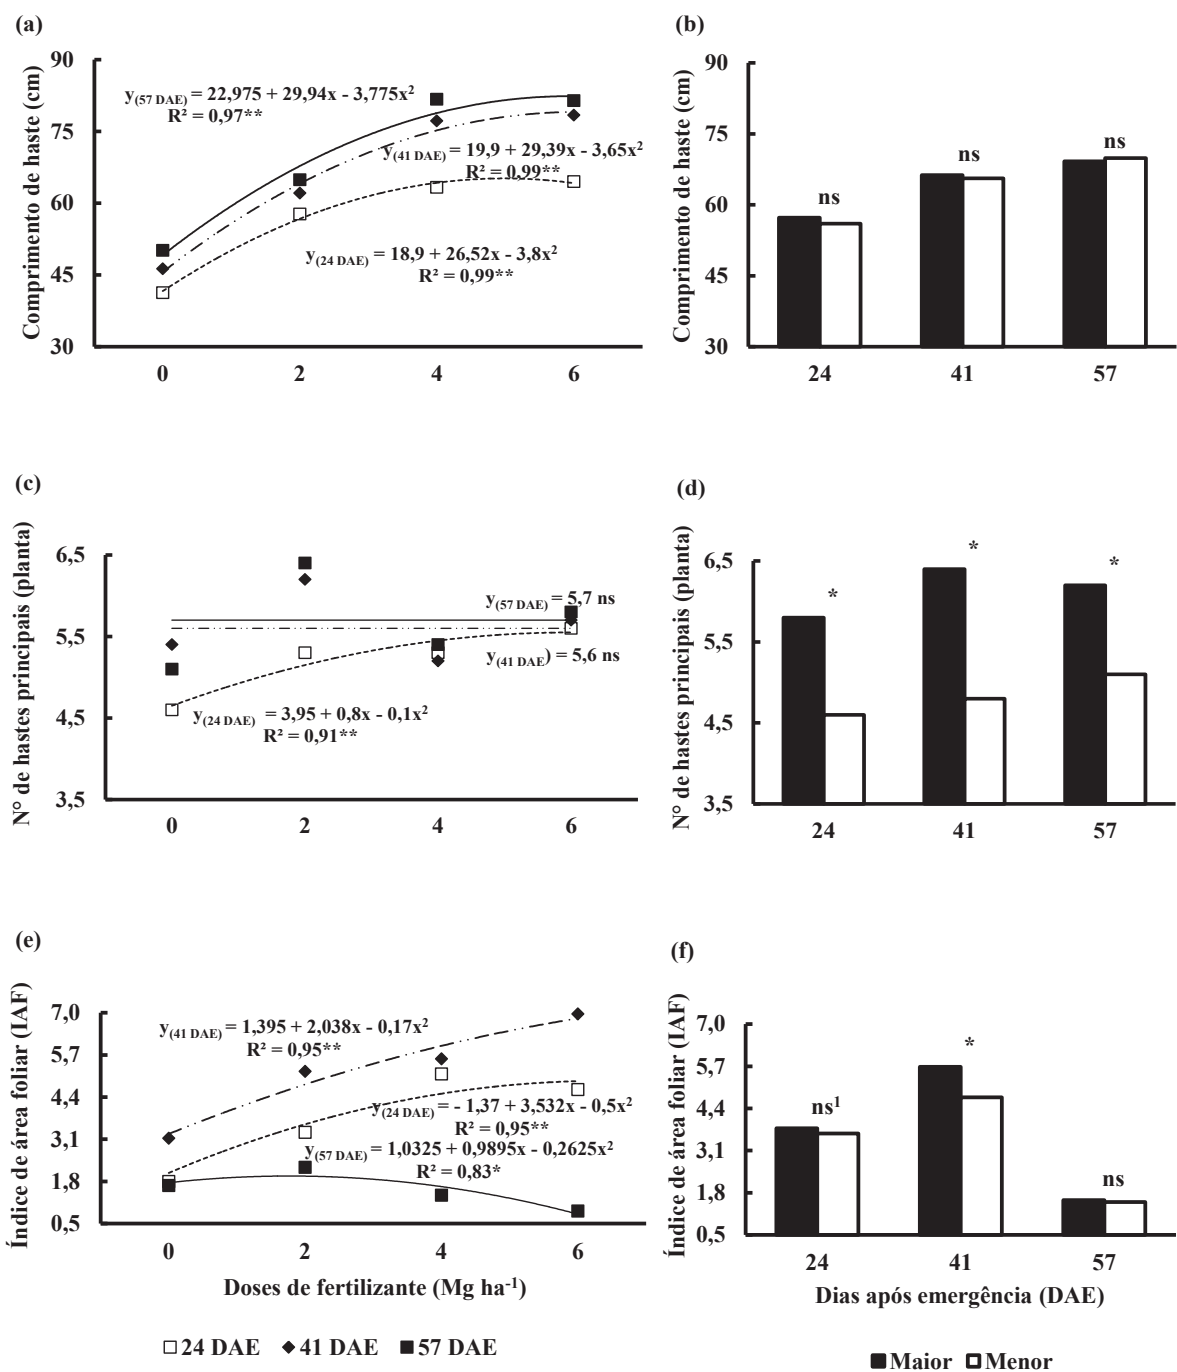 (a)
Comprimento de haste (cm)
90
75
60
45
30
y(57 DAE) = 22,975 + 29,94x - 3,775x²
R² = 0,97**
y(41 DAE) = 19,9 + 29,39x - 3,65x²
R² = 0,99**
y(24 DAE) = 18,9 + 26,52x - 3,8x²
R² = 0,99**
0 2 4 6
(b)
Comprimento de haste (cm)
90
75
60
45
30
ns
ns
ns
24 41 57
(c)
N° de hastes principais (planta)
6,5
5,5
4,5
3,5
y(57 DAE) = 5,7 ns
y(41 DAE) = 5,6 ns
y(24 DAE) = 3,95 + 0,8x - 0,1x²
R² = 0,91**
0 2 4 6
(d)
N° de hastes principais (planta)
6,5
5,5
4,5
3,5
*
*
*
24 41 57
(e)
Índice de área foliar (IAF)
7,0
5,7
4,4
3,1
1,8
0,5
y(41 DAE) = 1,395 + 2,038x - 0,17x²
R² = 0,95**
y(24 DAE) = - 1,37 + 3,532x - 0,5x²
R² = 0,95**
y(57 DAE) = 1,0325 + 0,9895x - 0,2625x²
R² = 0,83*
0 2 4 6
Doses de fertilizante (Mg ha⁻¹)
24 DAE 41 DAE 57 DAE
(f)
Índice de área foliar (IAF)
7,0
5,7
4,4
3,1
1,8
0,5
ns¹
*
ns
24 41 57
Dias após emergência (DAE)
Maior Menor